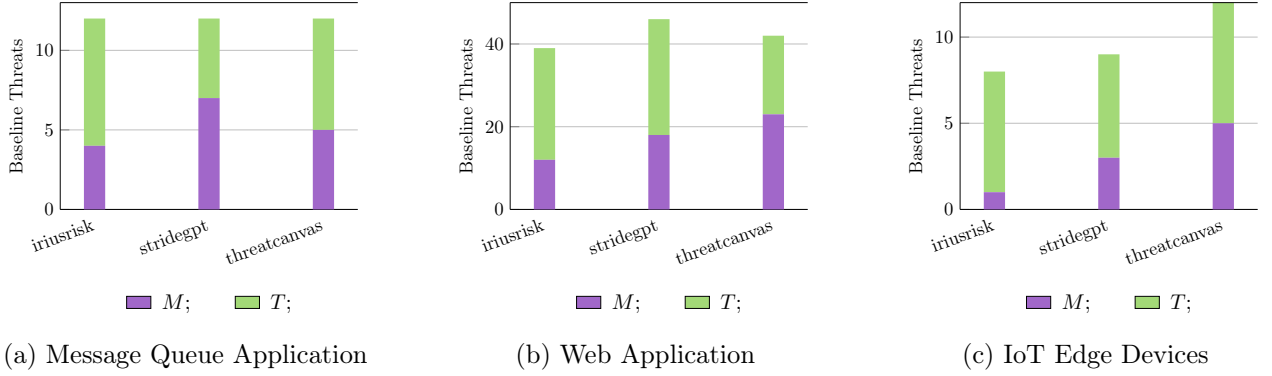 Baseline Threats
10
5
0
iriusrisk
stridegpt
threatcanvas
M; T;
(a) Message Queue Application
Baseline Threats
40
20
0
iriusrisk
stridegpt
threatcanvas
M; T;
(b) Web Application
Baseline Threats
10
5
0
iriusrisk
stridegpt
threatcanvas
M; T;
(c) IoT Edge Devices